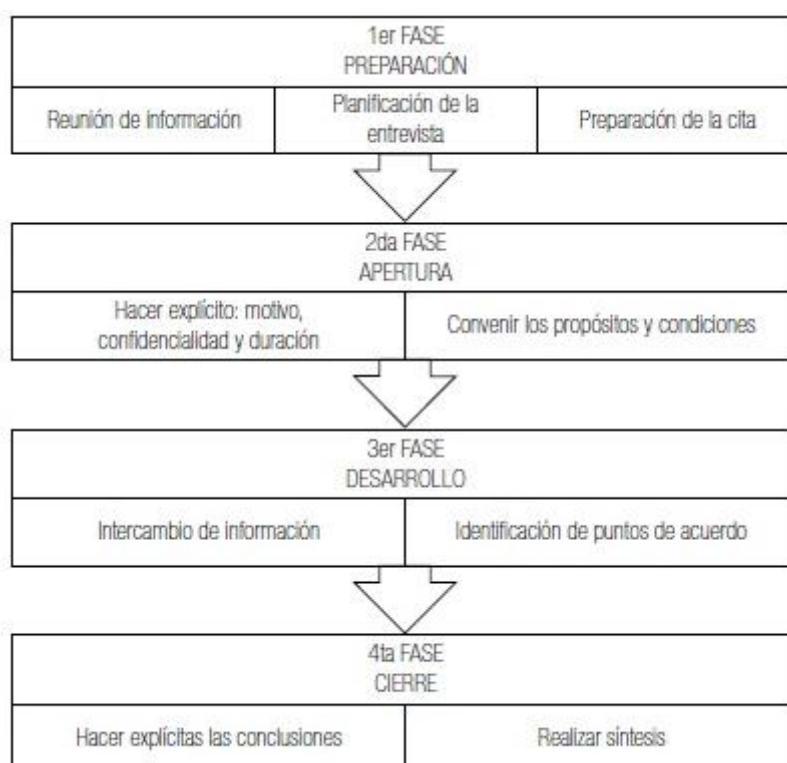 1er FASE
PREPARACIÓN
Reunión de información
Planificación de la
entrevista
Preparación de la cita
2da FASE
APERTURA
Hacer explícito: motivo,
confidencialidad y duración
Convenir los propósitos y condiciones
3er FASE
DESARROLLO
Intercambio de información
Identificación de puntos de acuerdo
4ta FASE
CIERRE
Hacer explícitas las conclusiones
Realizar síntesis